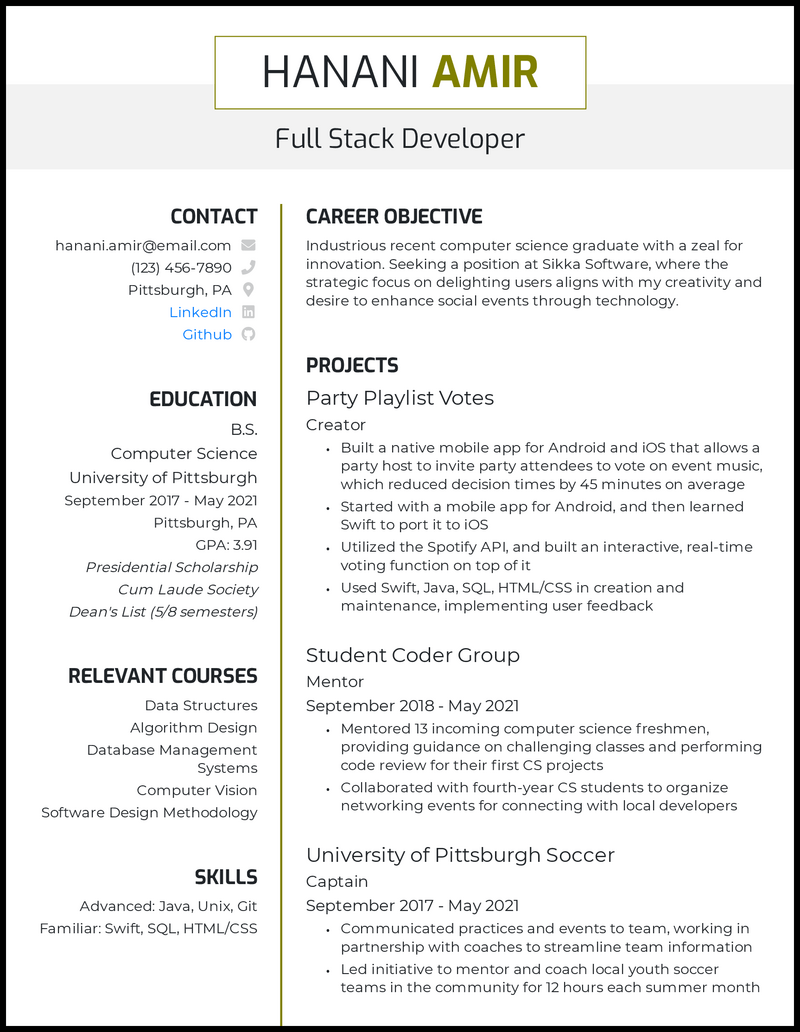 HANANI AMIR
Full Stack Developer
CONTACT
hanani.amir@email.com
(123) 456-7890
Pittsburgh, PA
LinkedIn
Github
EDUCATION
B.S.
Computer Science
University of Pittsburgh
September 2017 - May 2021
Pittsburgh, PA
GPA: 3.91
Presidential Scholarship
Cum Laude Society
Dean's List (5/8 semesters)
RELEVANT COURSES
Data Structures
Algorithm Design
Database Management
Systems
Computer Vision
Software Design Methodology
SKILLS
Advanced: Java, Unix, Git
Familiar: Swift, SQL, HTML/CSS
CAREER OBJECTIVE
Industrious recent computer science graduate with a zeal for
innovation. Seeking a position at Sikka Software, where the
strategic focus on delighting users aligns with my creativity and
desire to enhance social events through technology.
PROJECTS
Party Playlist Votes
Creator
• Built a native mobile app for Android and iOS that allows a
party host to invite party attendees to vote on event music,
which reduced decision times by 45 minutes on average
• Started with a mobile app for Android, and then learned
Swift to port it to iOS
• Utilized the Spotify API, and built an interactive, real-time
voting function on top of it
• Used Swift, Java, SQL, HTML/CSS in creation and
maintenance, implementing user feedback
Student Coder Group
Mentor
September 2018 - May 2021
• Mentored 13 incoming computer science freshmen,
providing guidance on challenging classes and performing
code review for their first CS projects
• Collaborated with fourth-year CS students to organize
networking events for connecting with local developers
University of Pittsburgh Soccer
Captain
September 2017 - May 2021
• Communicated practices and events to team, working in
partnership with coaches to streamline team information
• Led initiative to mentor and coach local youth soccer
teams in the community for 12 hours each summer month